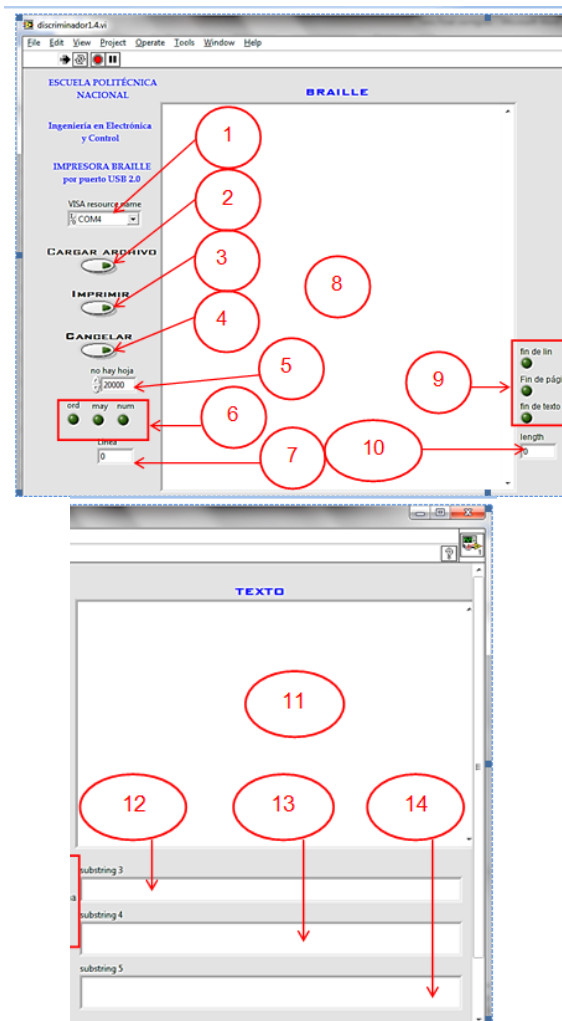 discriminador1.4.vi
File Edit View Project Operate Tools Window Help
ESCUELA POLITÉCNICA
NACIONAL
BRAILLE
Ingeniería en Electrónica
y Control
1
IMPRESORA BRAILLE
por puerto USB 2.0
VISA resource name
COM4
2
CARGAR ARCHIVO
3
IMPRIMIR
8
4
CANCELAR
no hay hoja
20000
5
9
fin de lin
Fin de pági
fin de texto
ord may num
6
Linea
0
7
10
length
0
TEXTO
11
12
13
14
substring 3
na
substring 4
substring 5